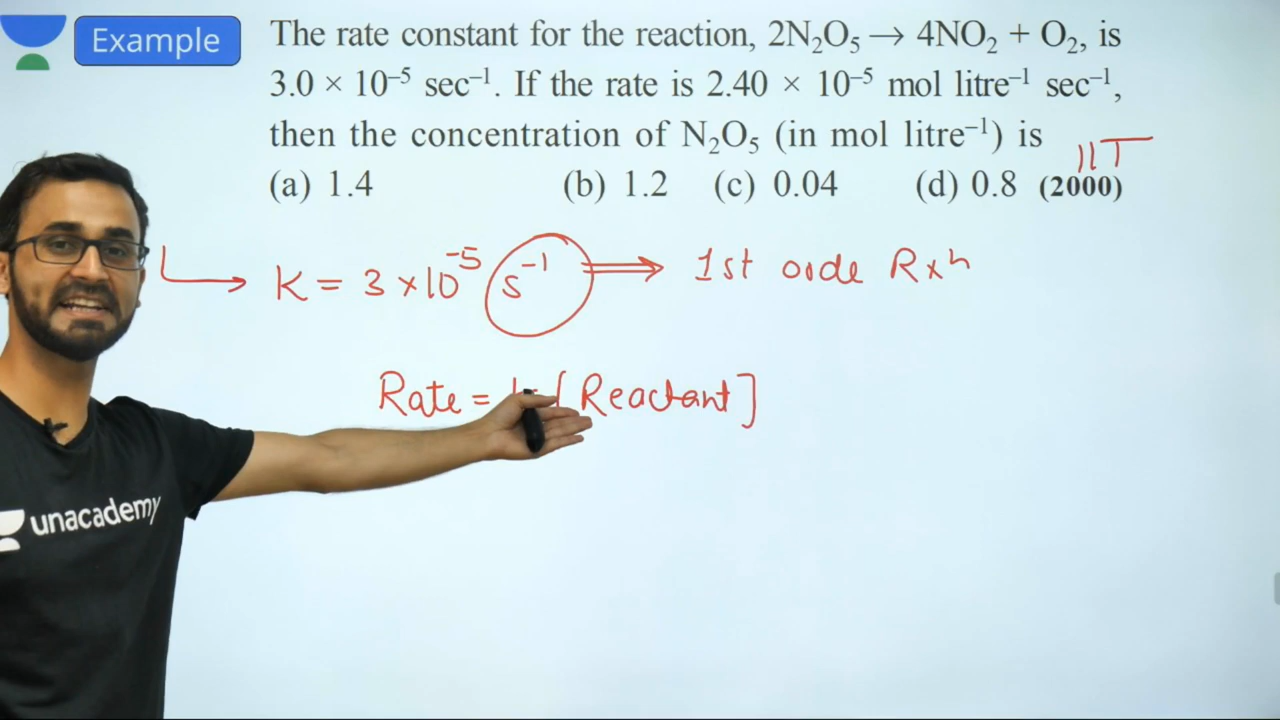 Example
The rate constant for the reaction, 2N₂O₅ → 4NO₂ + O₂, is
3.0 × 10⁻⁵ sec⁻¹. If the rate is 2.40 × 10⁻⁵ mol litre⁻¹ sec⁻¹,
then the concentration of N₂O₅ (in mol litre⁻¹) is
IIT
(a) 1.4 (b) 1.2 (c) 0.04 (d) 0.8 (2000)
K = 3 × 10⁻⁵ s⁻¹ ⟹ 1st orde Rxn
Rate = k [Reactant]
unacademy